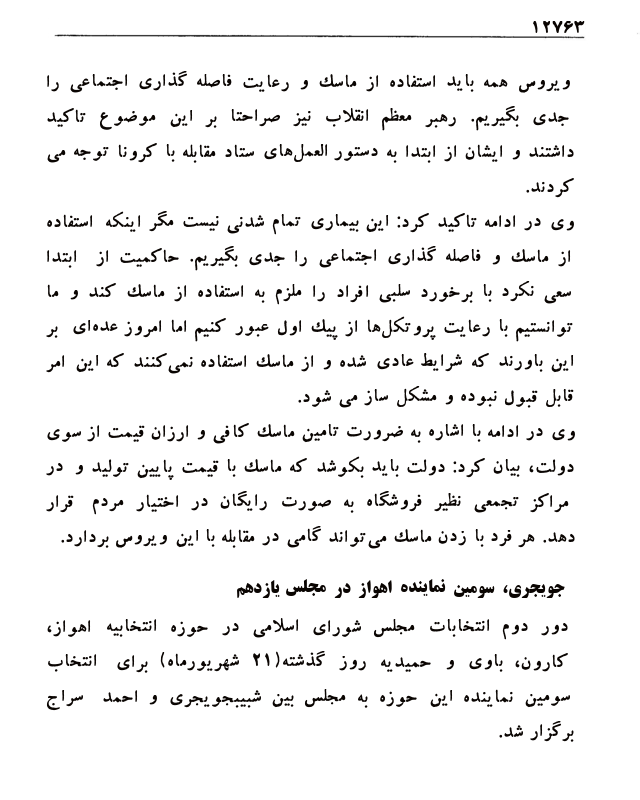 ۱۲۷۶۳
ویروس همه باید استفاده از ماسك و رعایت فاصله گذاری اجتماعی را
جدی بگیریم. رهبر معظم انقلاب نیز صراحتا بر این موضوع تاکید
داشتند و ایشان از ابتدا به دستور العمل‌های ستاد مقابله با کرونا توجه می
کردند.
وی در ادامه تاکید کرد: این بیماری تمام شدنی نیست مگر اینکه استفاده
از ماسك و فاصله گذاری اجتماعی را جدی بگیریم. حاکمیت از ابتدا
سعی نکرد با برخورد سلبی افراد را ملزم به استفاده از ماسك کند و ما
توانستیم با رعایت پروتکل‌ها از پیك اول عبور کنیم اما امروز عده‌ای بر
این باورند که شرایط عادی شده و از ماسك استفاده نمی‌کنند که این امر
قابل قبول نبوده و مشکل ساز می شود.
وی در ادامه با اشاره به ضرورت تامین ماسك کافی و ارزان قیمت از سوی
دولت، بیان کرد: دولت باید بکوشد که ماسك با قیمت پایین تولید و در
مراکز تجمعی نظیر فروشگاه به صورت رایگان در اختیار مردم قرار
دهد. هر فرد با زدن ماسك می‌تواند گامی در مقابله با این ویروس بردارد.
جویجری، سومین نماینده اهواز در مجلس یازدهم
دور دوم انتخابات مجلس شورای اسلامی در حوزه انتخابیه اهواز،
کارون، باوی و حمیدیه روز گذشته(۲۱ شهریورماه) برای انتخاب
سومین نماینده این حوزه به مجلس بین شبیبجویجری و احمد سراج
برگزار شد.